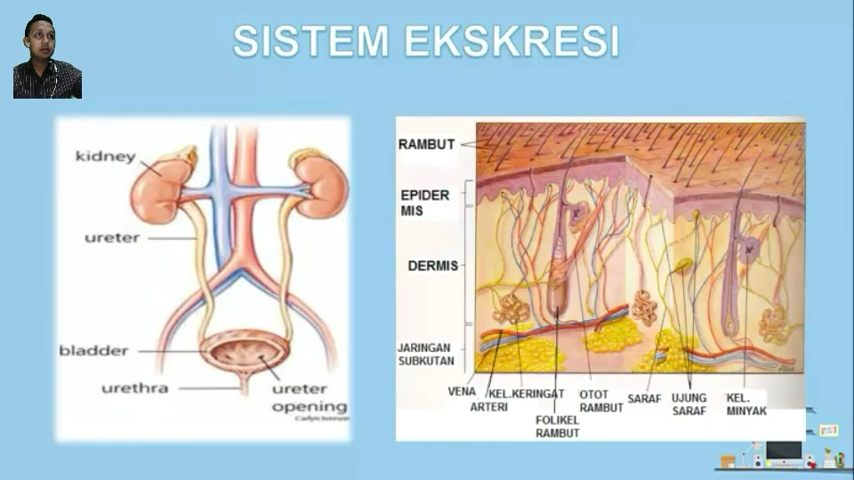 SISTEM EKSKRESI
kidney
ureter
bladder
urethra
ureter
opening
RAMBUT
EPIDER
MIS
DERMIS
JARINGAN
SUBKUTAN
VENA
ARTERI
KEL.KERINGAT
FOLIKEL
RAMBUT
OTOT
RAMBUT
SARAF
UJUNG
SARAF
KEL.
MINYAK